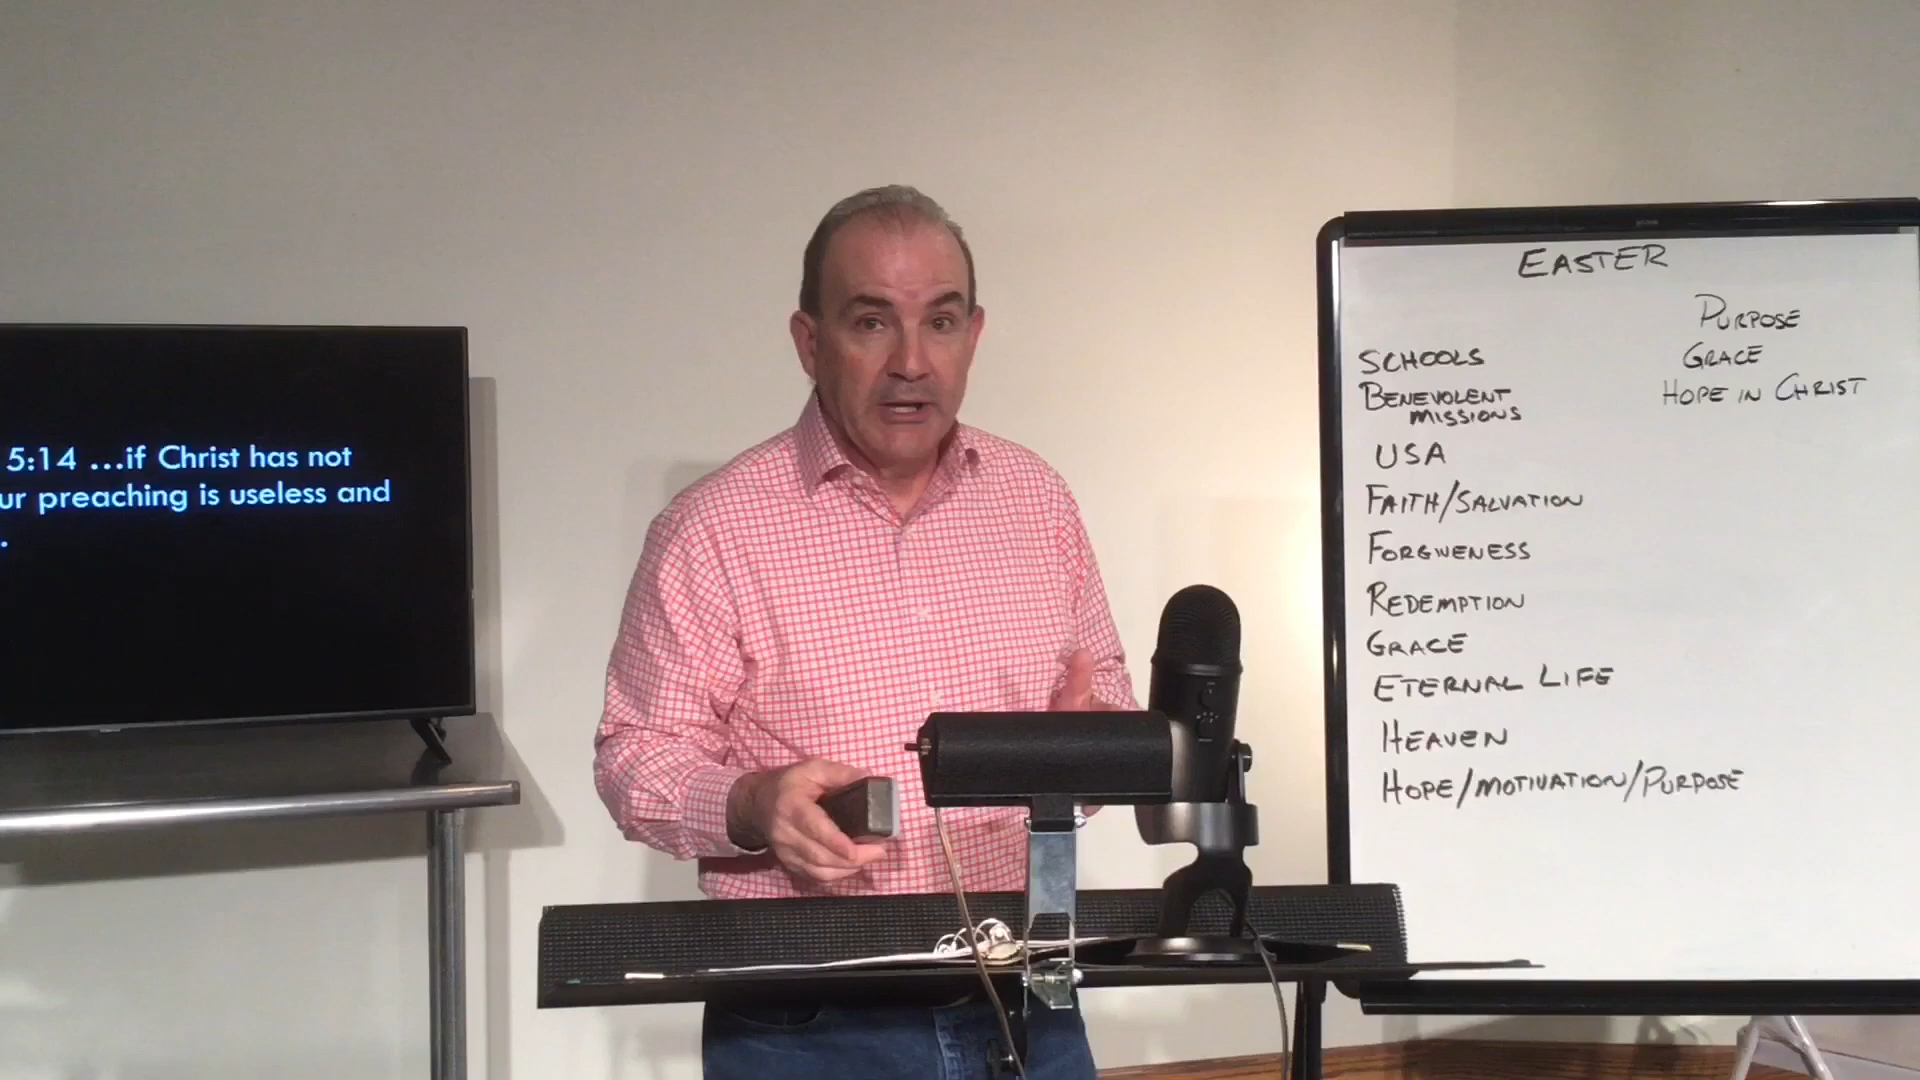 5:14 ...if Christ has not
ur preaching is useless and
.
EASTER
PURPOSE
GRACE
HOPE IN CHRIST
SCHOOLS
BENEVOLENT
MISSIONS
USA
FAITH/SALVATION
FORGIVENESS
REDEMPTION
GRACE
ETERNAL LIFE
HEAVEN
HOPE/MOTIVATION/PURPOSE